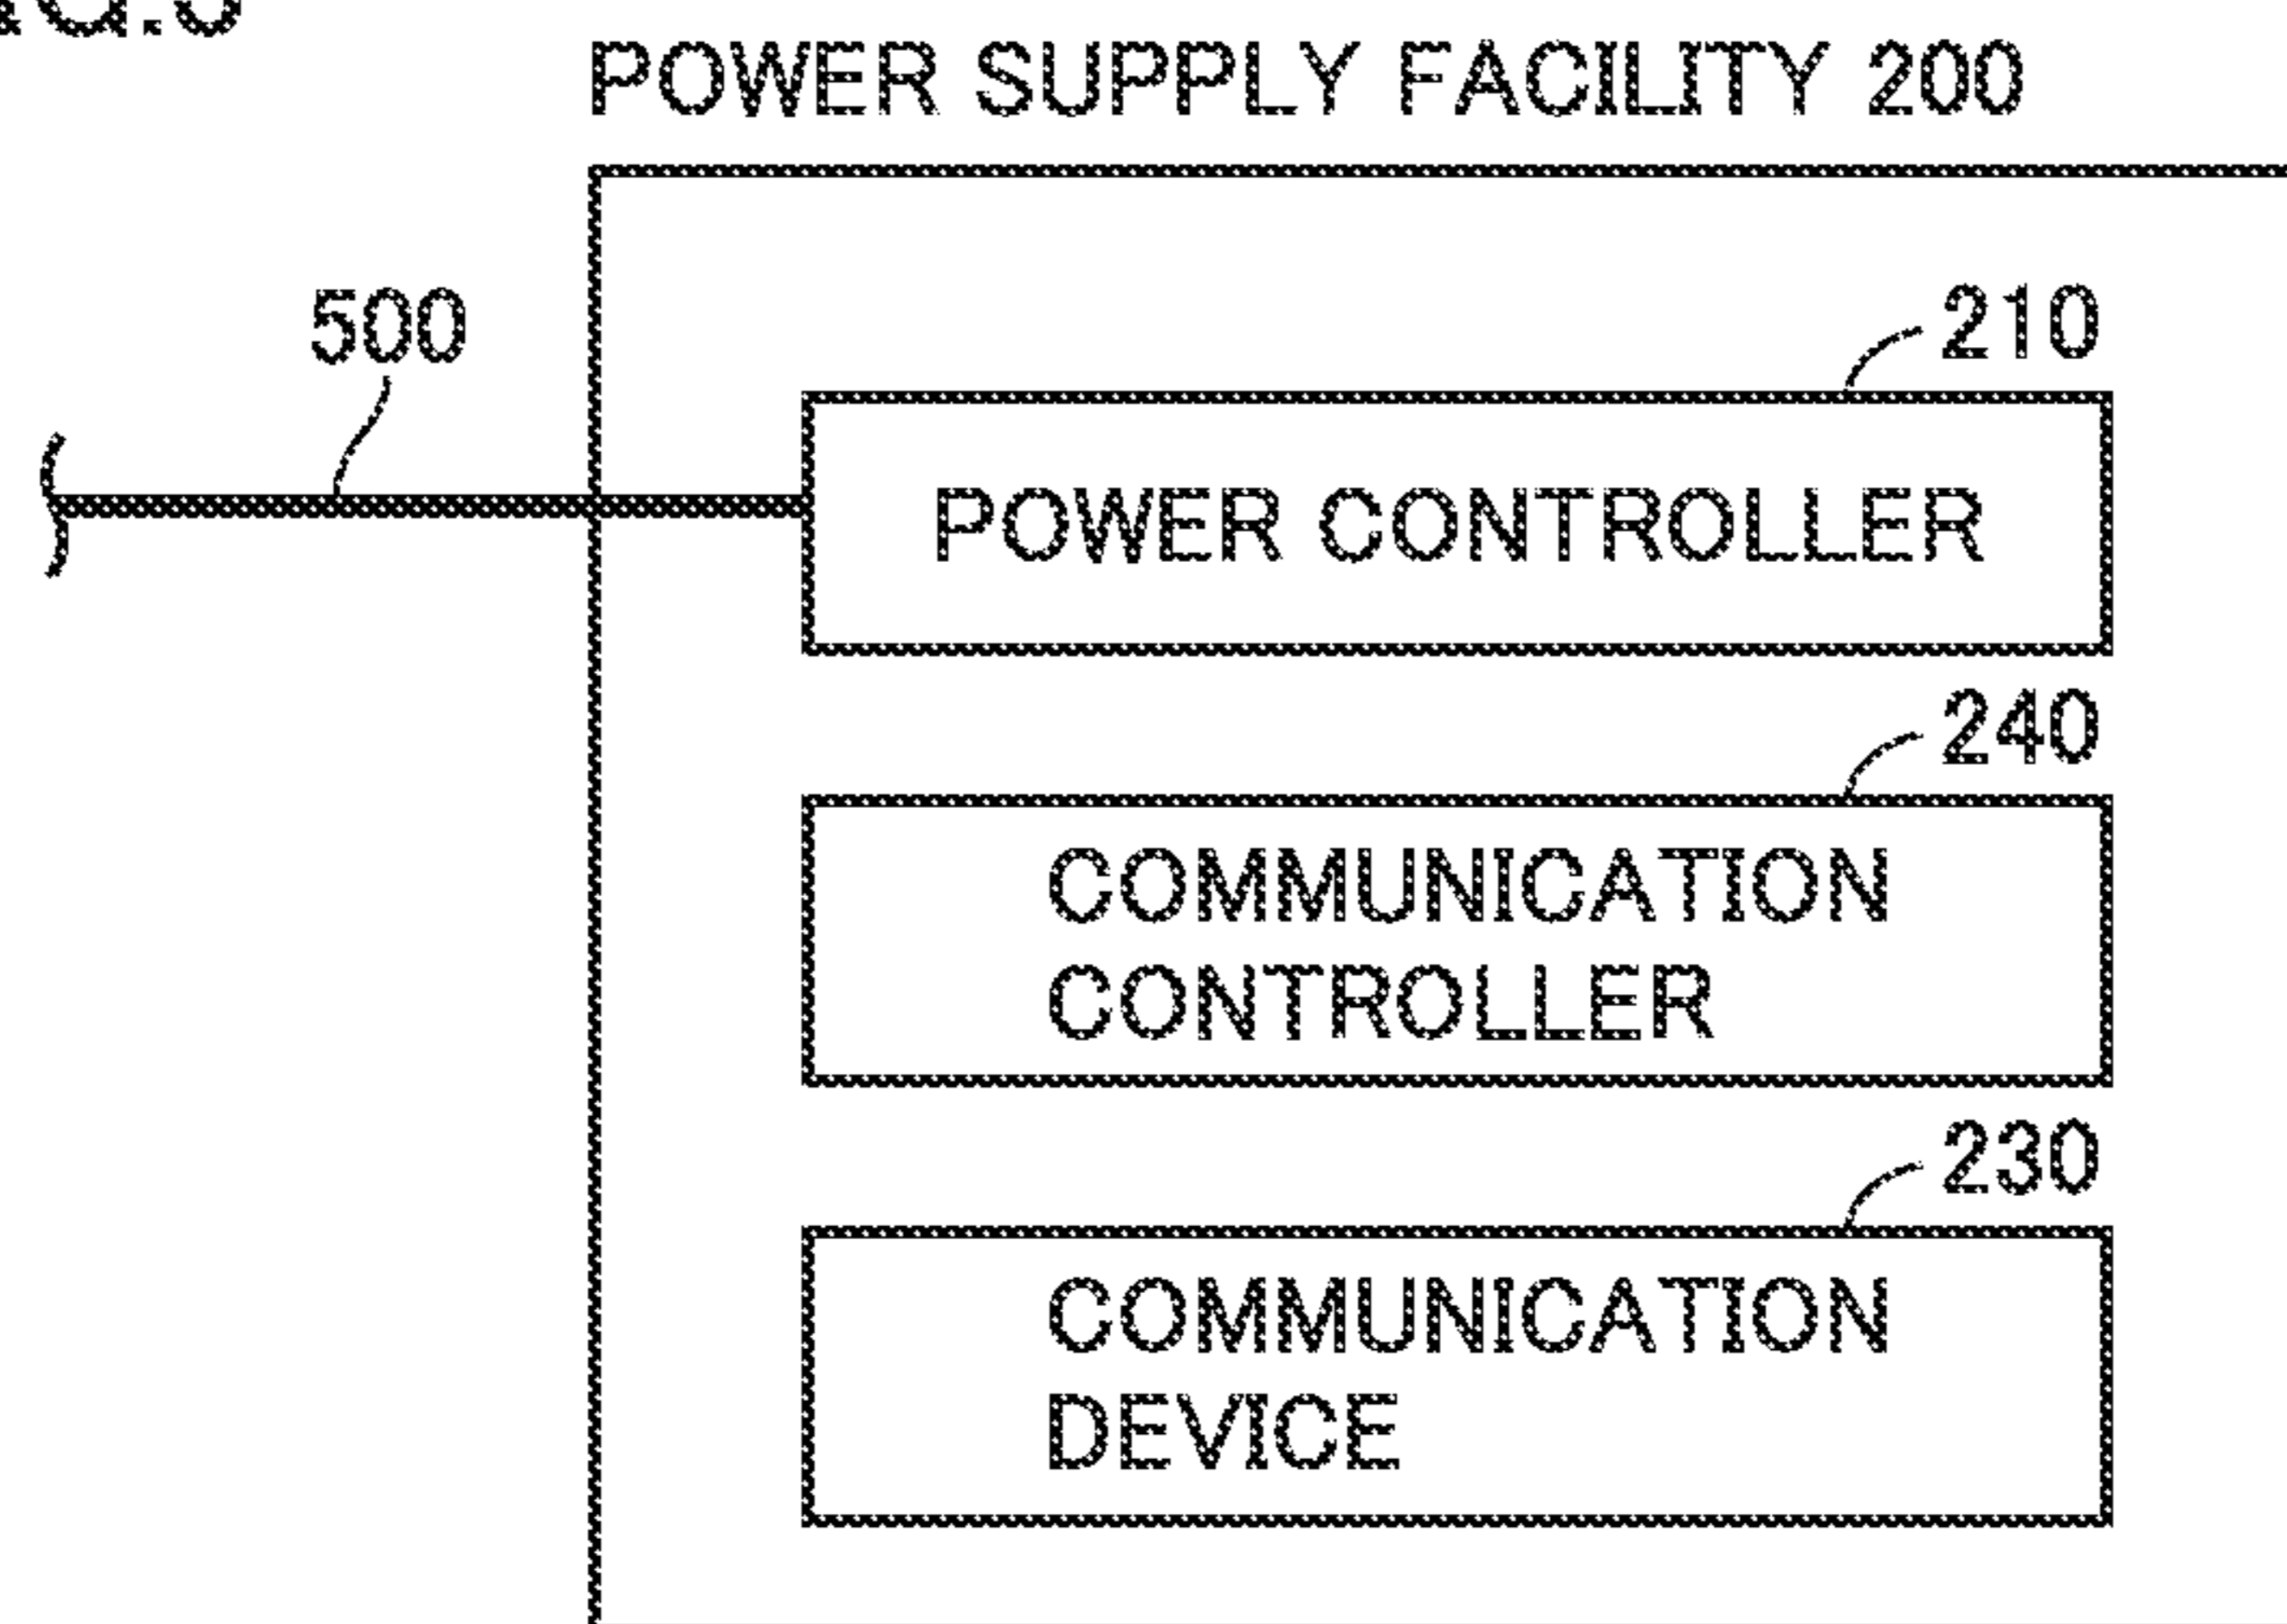 POWER SUPPLY FACILITY 200
500
210
POWER CONTROLLER
240
COMMUNICATION
CONTROLLER
230
COMMUNICATION
DEVICE